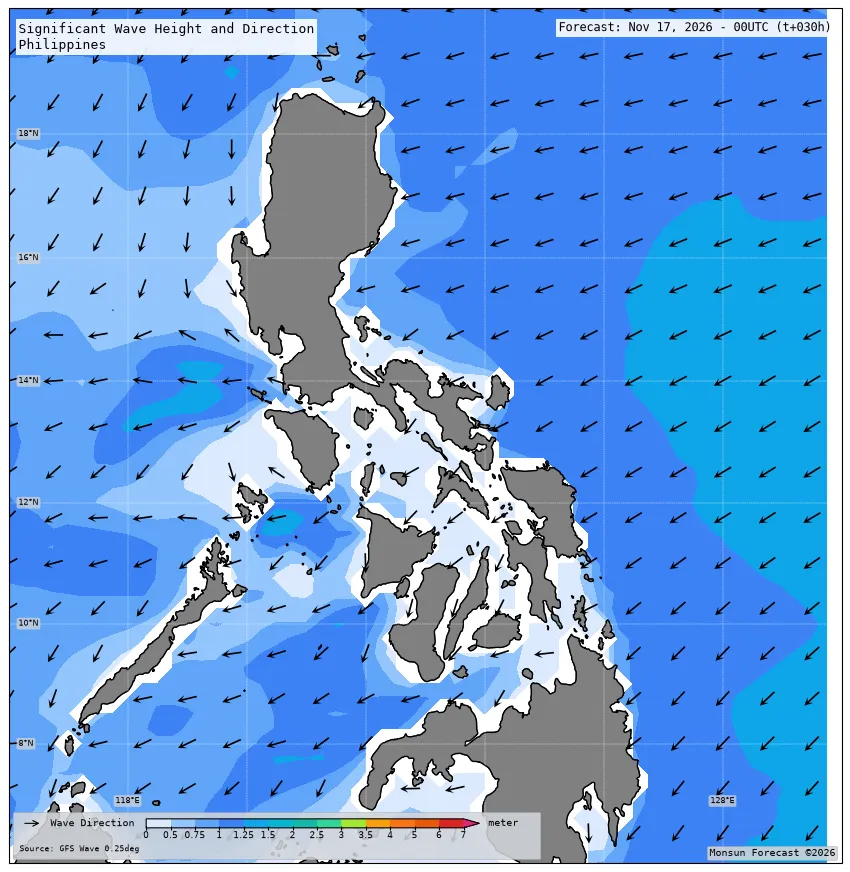 Significant Wave Height and Direction
Philippines
Forecast: Nov 17, 2026 - 00UTC (t+030h)
18°N
16°N
14°N
12°N
10°N
8°N
118°E
128°E
Wave Direction
0 0.5 0.75 1 1.25 1.5 2 2.5 3 3.5 4 5 6 7
meter
Source: GFS Wave 0.25deg
Monsun Forecast ©2026